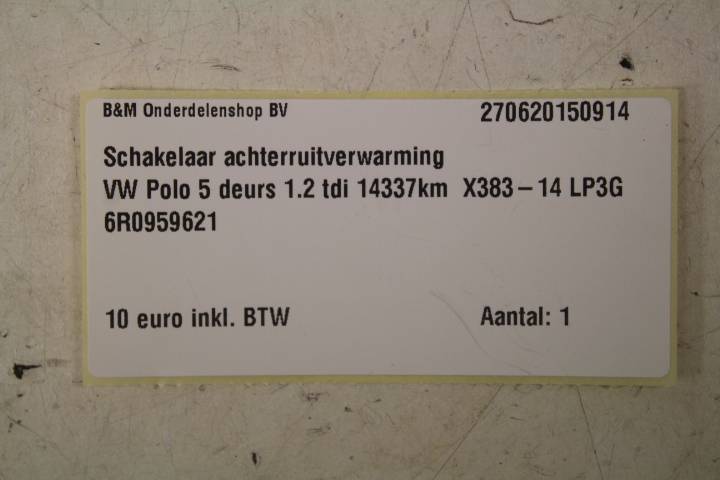 B&M Onderdelenshop BV 270620150914
Schakelaar achterruitverwarming
VW Polo 5 deurs 1.2 tdi 14337km X383-14 LP3G
6R0959621
10 euro inkl. BTW Aantal: 1